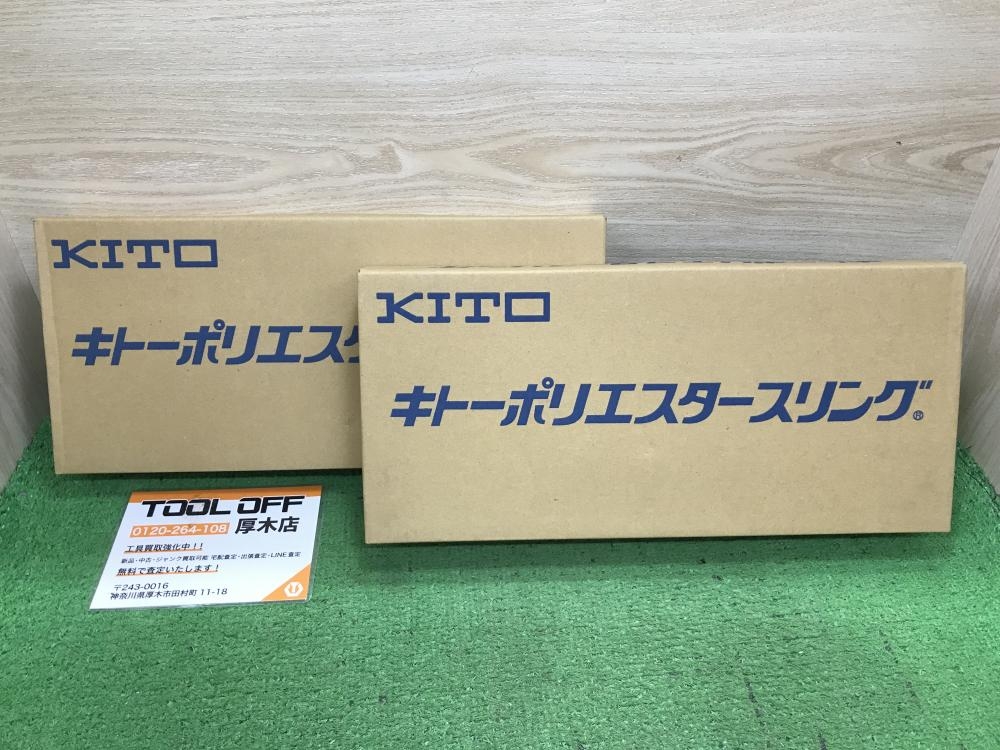 KITO
キトーポリエスタ
KITO
キトーポリエスタースリング®
TOOL OFF
0120-264-108 厚木店
工具買取強化中！！
新品・中古・ジャンク買取可能 宅配査定・出張査定・LINE査定
無料で査定いたします！
〒243-0016
神奈川県厚木市田村町 11-18